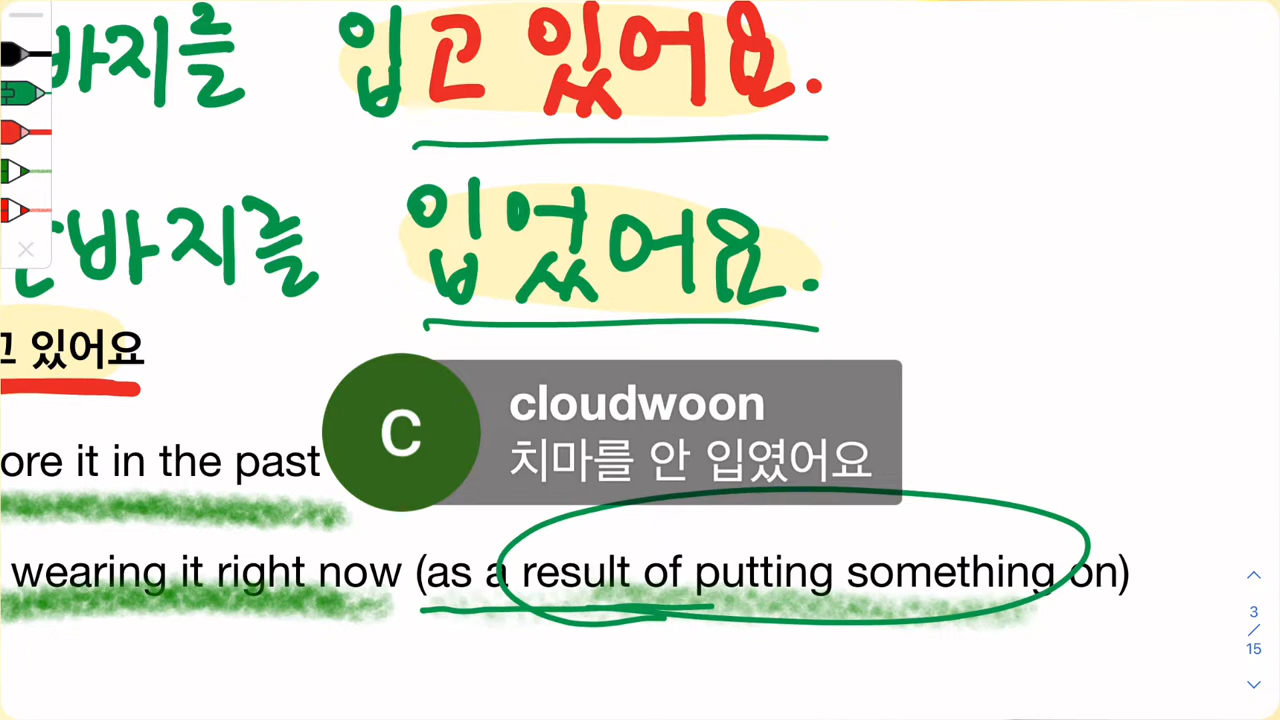 바지를 입고 있어요.
바지를 입었어요.
고 있어요
ore it in the past
C
cloudwoon
치마를 안 입였어요
wearing it right now (as a result of putting something on)
3
/
15